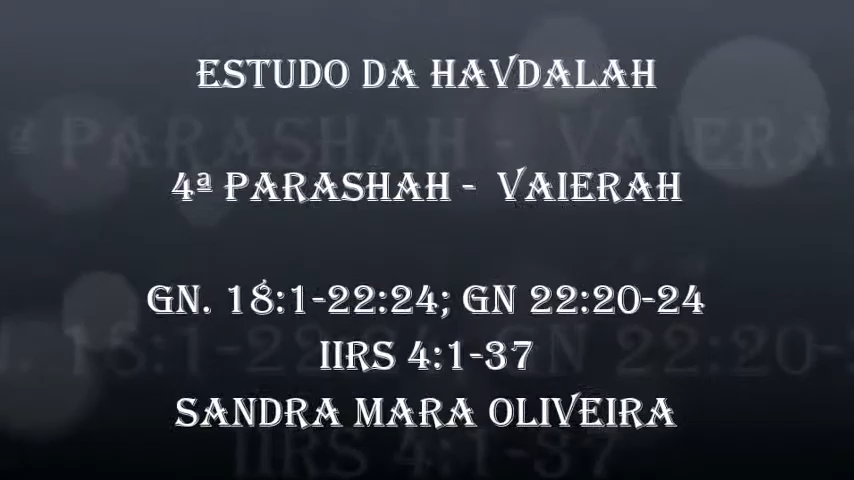 ESTUDO DA HAVDALAH
4ª PARASHAH - VAIERAH
GN. 18:1-22:24; GN 22:20-24
IIRS 4:1-37
SANDRA MARA OLIVEIRA